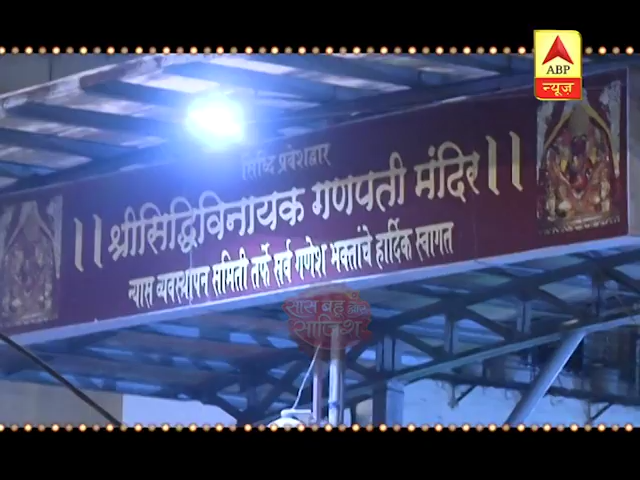 ABP
न्यूज़
सिध्दि प्रवेशद्वार
||श्रीसिद्धिविनायक गणपती मंदिर||
न्यास व्यवस्थापन समिती तर्फे सर्व गणेश भक्तांचे हार्दिक स्वागत
सास बहू और
साज़िश